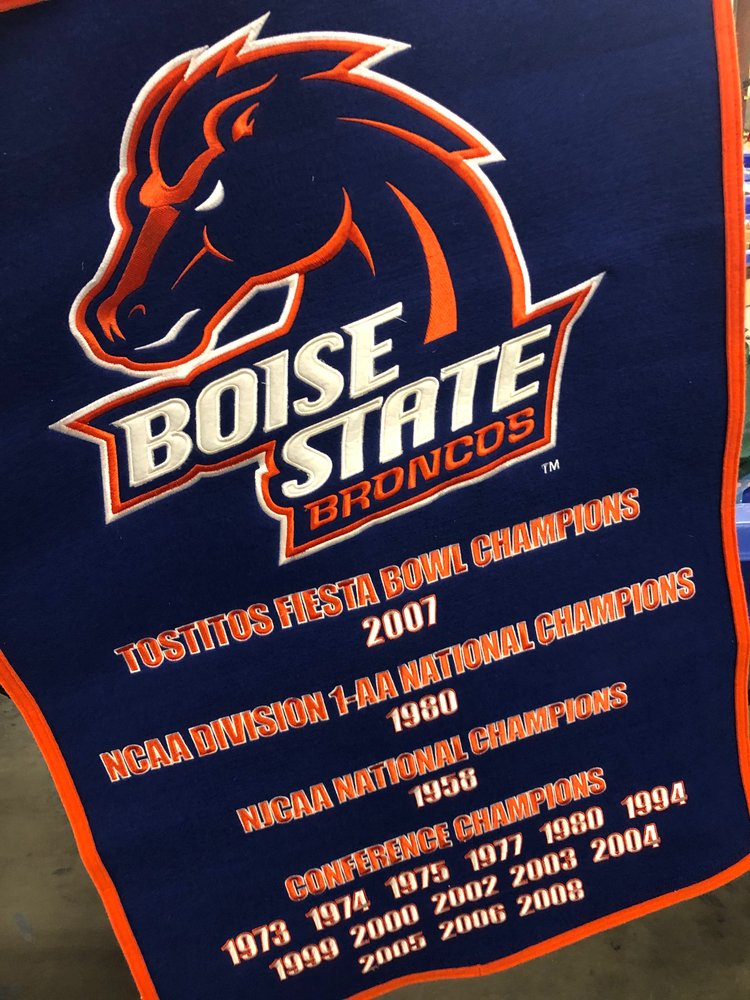 BOISE
STATE
BRONCOS
TM
TOSTITOS FIESTA BOWL CHAMPIONS
2007
NCAA DIVISION 1-AA NATIONAL CHAMPIONS
1980
NJCAA NATIONAL CHAMPIONS
1958
CONFERENCE CHAMPIONS
1973 1974 1975 1977 1980 1994
1999 2000 2002 2003 2004
2005 2006 2008